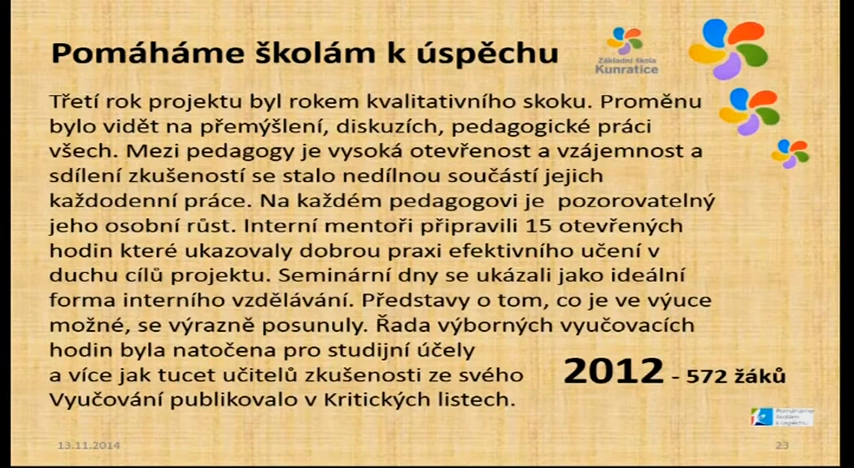 Pomáháme školám k úspěchu
Základní škola
Kunratice
Třetí rok projektu byl rokem kvalitativního skoku. Proměnu
bylo vidět na přemýšlení, diskuzích, pedagogické práci
všech. Mezi pedagogy je vysoká otevřenost a vzájemnost a
sdílení zkušeností se stalo nedílnou součástí jejich
každodenní práce. Na každém pedagogovi je pozorovatelný
jeho osobní růst. Interní mentoři připravili 15 otevřených
hodin které ukazovaly dobrou praxi efektivního učení v
duchu cílů projektu. Seminární dny se ukázali jako ideální
forma interního vzdělávání. Představy o tom, co je ve výuce
možné, se výrazně posunuly. Řada výborných vyučovacích
hodin byla natočena pro studijní účely
a více jak tucet učitelů zkušenosti ze svého
Vyučování publikovalo v Kritických listech.
2012 - 572 žáků
Pomáháme
školám
k úspěchu
13.11.2014
23